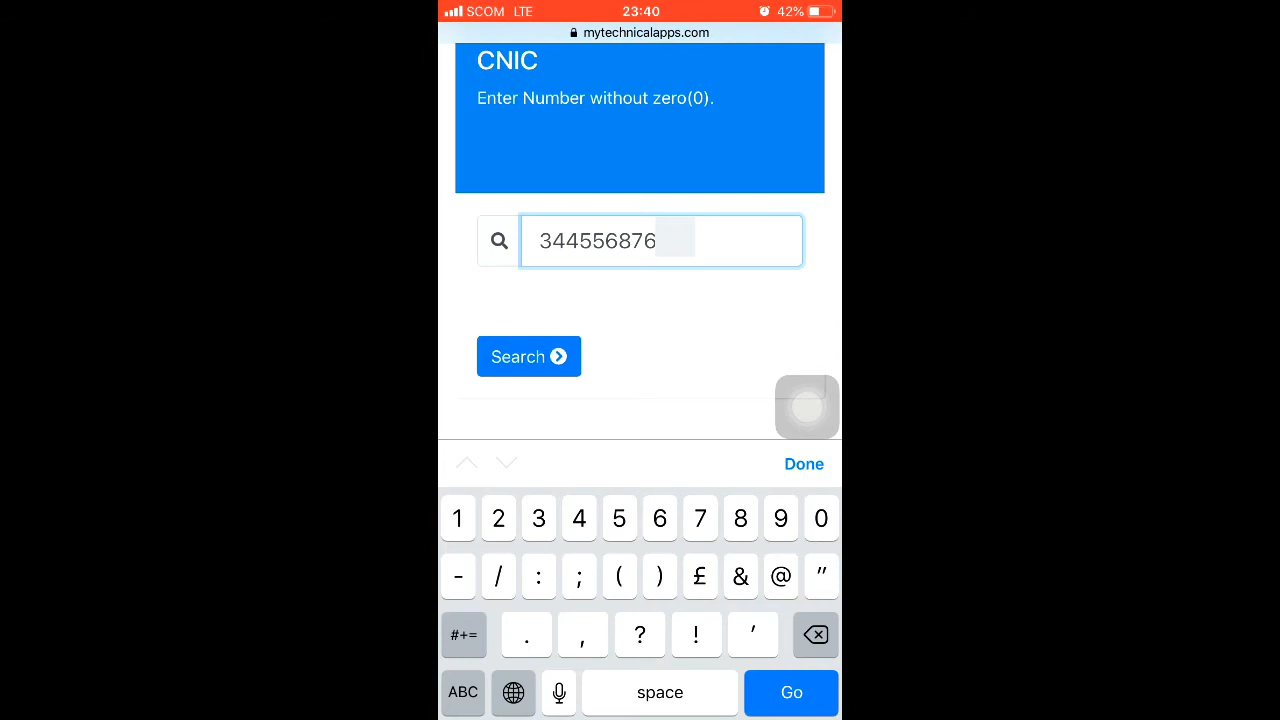 SCOM LTE 23:40 42%
mytechnicalapps.com
CNIC
Enter Number without zero(0).
344556876
Search
Done
1 2 3 4 5 6 7 8 9 0
- / : ; ( ) £ & @ "
#+= . , ? ! '
ABC space Go